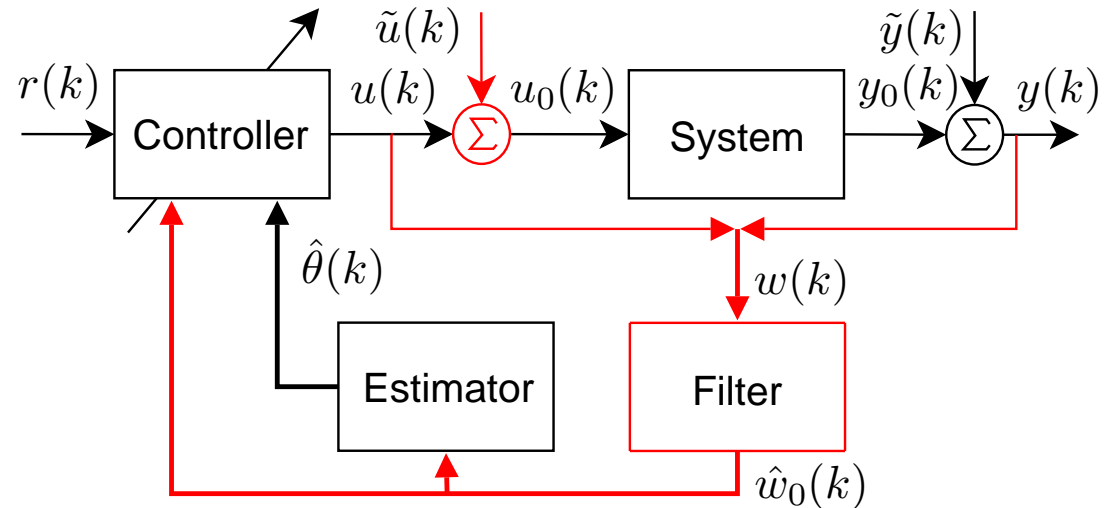 ũ(k)
ỹ(k)
r(k)
u(k)
u₀(k)
y₀(k)
y(k)
Controller
Σ
System
Σ
θ̂(k)
w(k)
Estimator
Filter
ŵ₀(k)